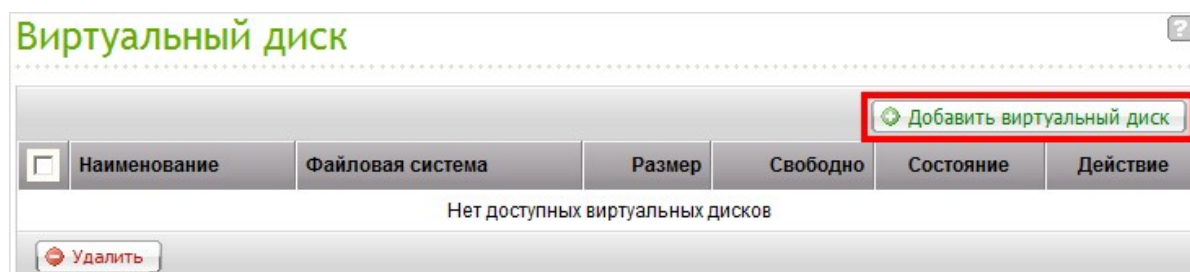 Виртуальный диск
?
Добавить виртуальный диск
Наименование Файловая система Размер Свободно Состояние Действие
Нет доступных виртуальных дисков
Удалить